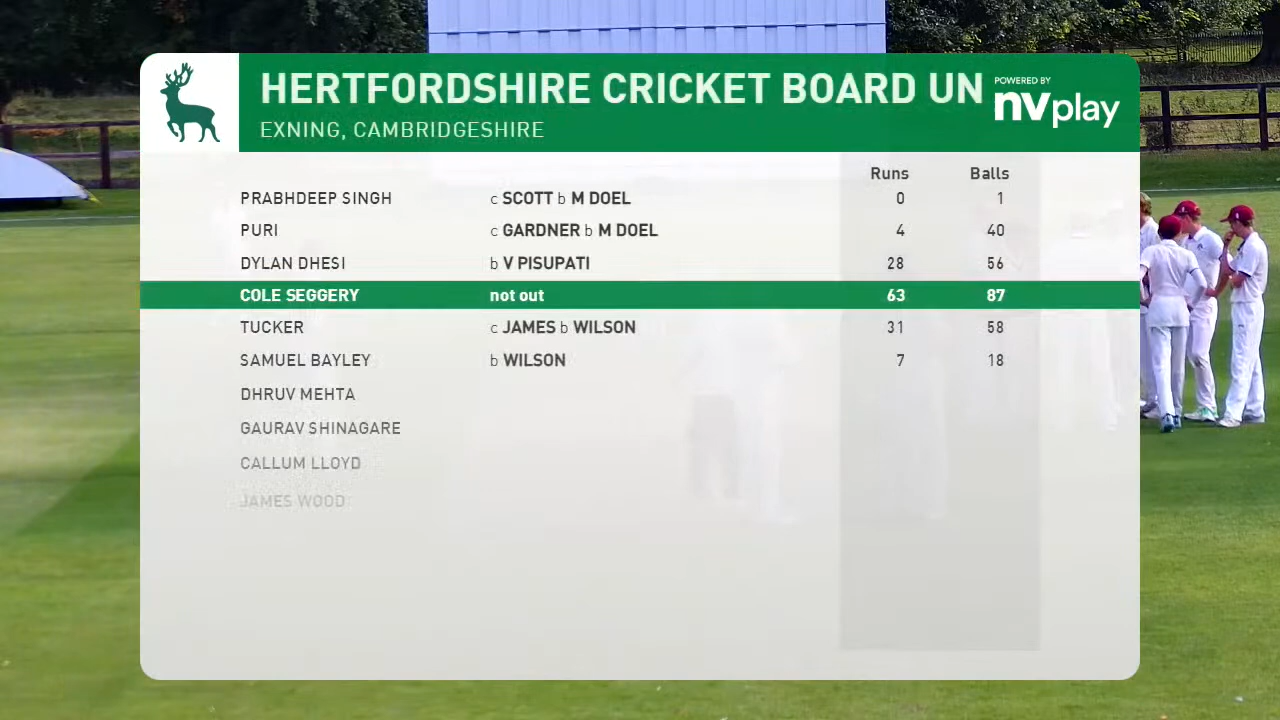 HERTFORDSHIRE CRICKET BOARD UN
EXNING, CAMBRIDGESHIRE
POWERED BY
nvplay
Runs Balls
PRABHDEEP SINGH c SCOTT b M DOEL 0 1
PURI c GARDNER b M DOEL 4 40
DYLAN DHESI b V PISUPATI 28 56
COLE SEGGERY not out 63 87
TUCKER c JAMES b WILSON 31 58
SAMUEL BAYLEY b WILSON 7 18
DHRUV MEHTA
GAURAV SHINAGARE
CALLUM LLOYD
JAMES WOOD